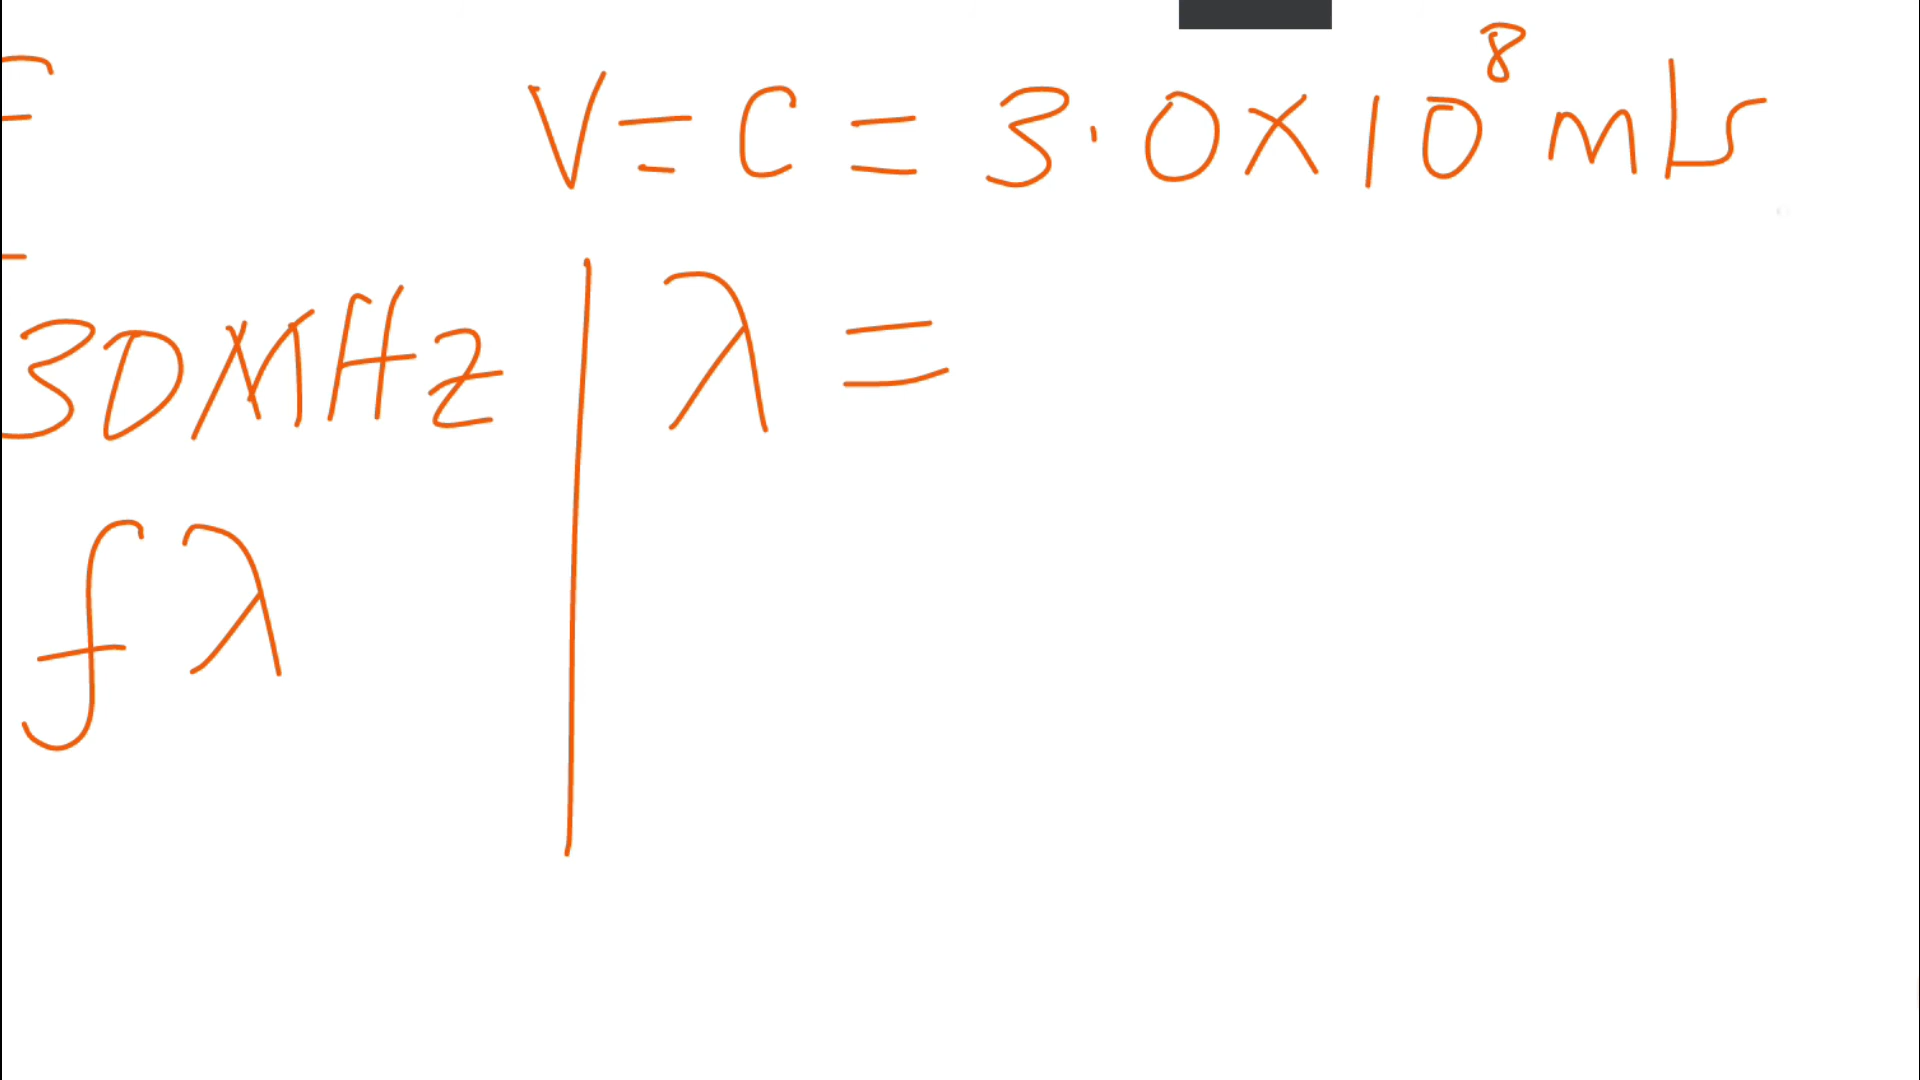 V = C = 3.0 x 10⁸ m/s
30MHz | λ =
fλ